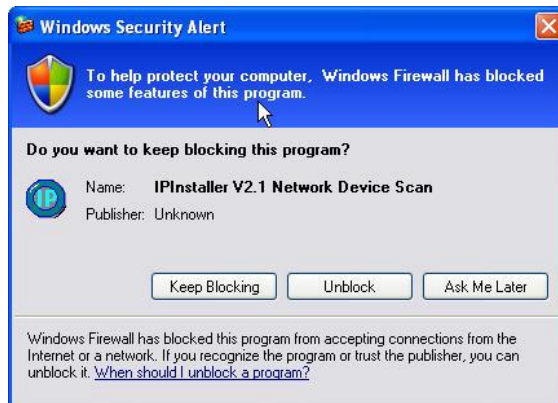 Windows Security Alert
To help protect your computer, Windows Firewall has blocked
some features of this program.
Do you want to keep blocking this program?
IP
Name: IPInstaller V2.1 Network Device Scan
Publisher: Unknown
Keep Blocking Unblock Ask Me Later
Windows Firewall has blocked this program from accepting connections from the
Internet or a network. If you recognize the program or trust the publisher, you can
unblock it. When should I unblock a program?